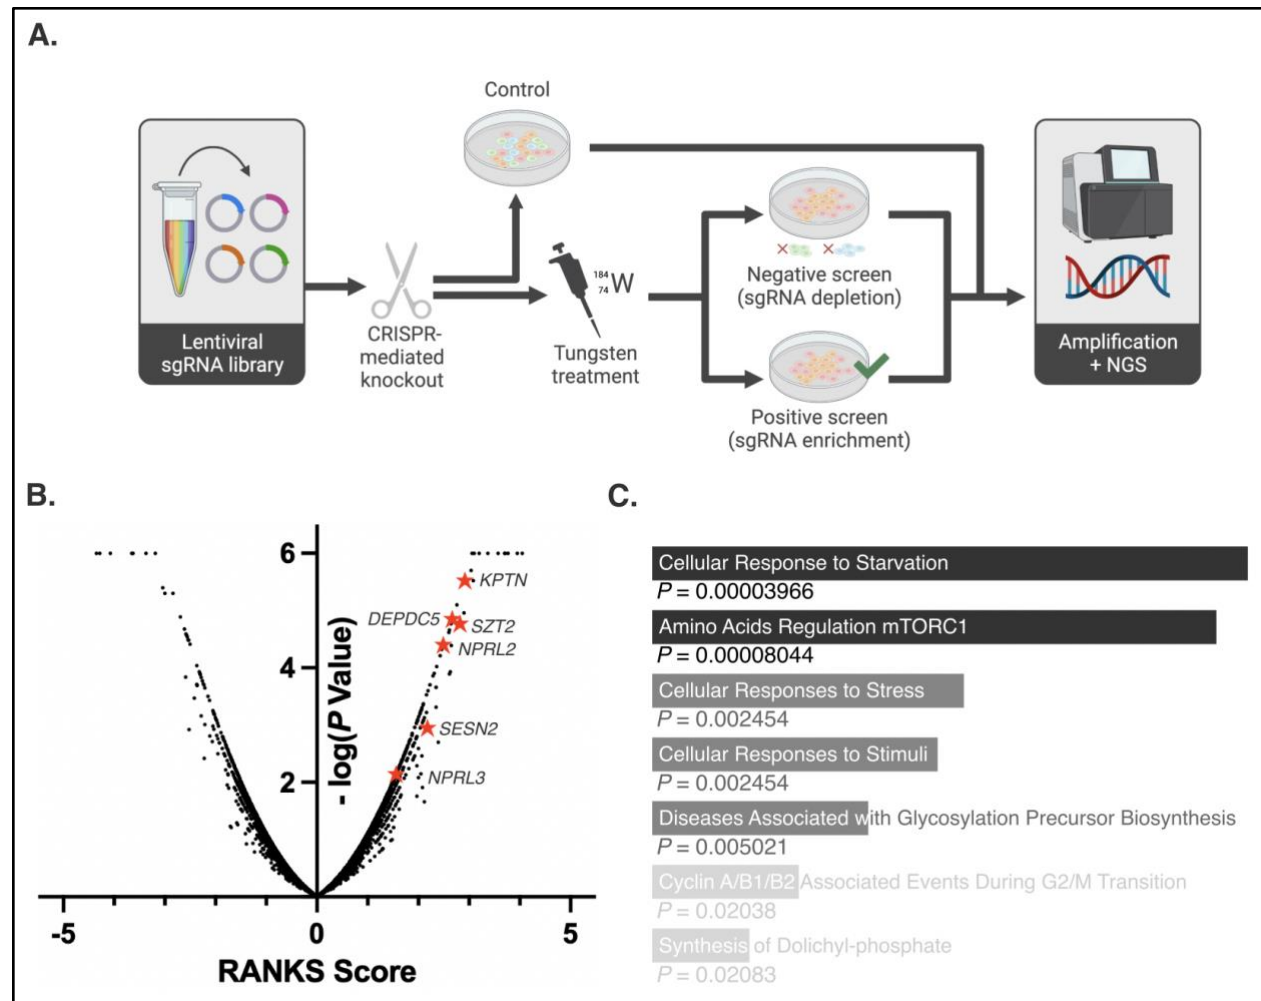 A.
Control
Lentiviral
sgRNA library
CRISPR-
mediated
knockout
184
74 W
Tungsten
treatment
Negative screen
(sgRNA depletion)
Positive screen
(sgRNA enrichment)
Amplification
+ NGS
B.
6
4
2
- log(P Value)
KPTN
DEPDC5
SZT2
NPRL2
SESN2
NPRL3
-5
0
5
RANKS Score
C.
Cellular Response to Starvation
P = 0.00003966
Amino Acids Regulation mTORC1
P = 0.00008044
Cellular Responses to Stress
P = 0.002454
Cellular Responses to Stimuli
P = 0.002454
Diseases Associated with Glycosylation Precursor Biosynthesis
P = 0.005021
Cyclin A/B1/B2 Associated Events During G2/M Transition
P = 0.02038
Synthesis of Dolichyl-phosphate
P = 0.02083